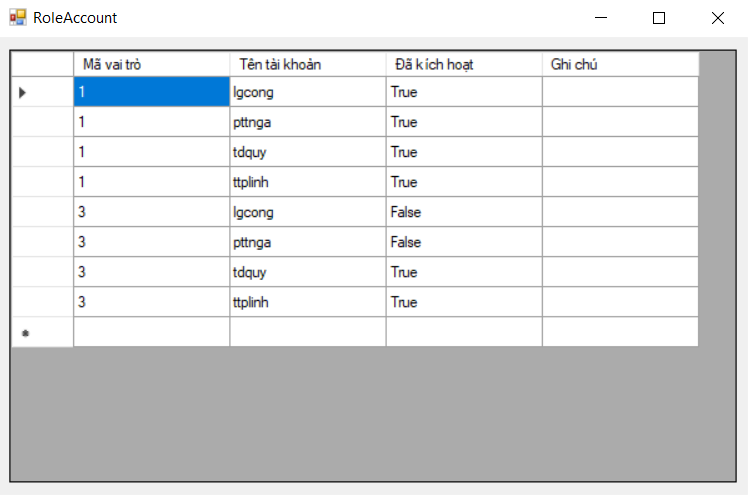 RoleAccount
Mã vai trò Tên tài khoản Đã kích hoạt Ghi chú
1 lgcong True
1 pttnga True
1 tdquy True
1 ttplinh True
3 lgcong False
3 pttnga False
3 tdquy True
3 ttplinh True